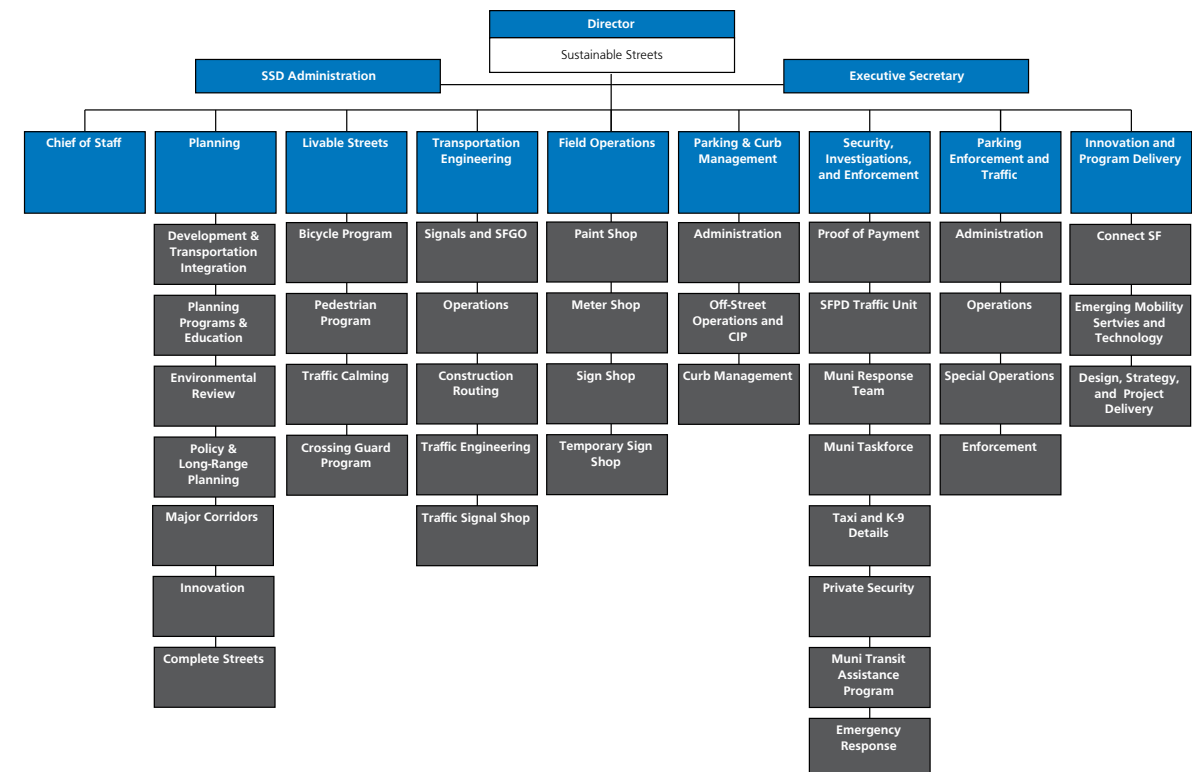 Director
Sustainable Streets
SSD Administration
Executive Secretary
Chief of Staff
Planning
Livable Streets
Transportation
Engineering
Field Operations
Parking & Curb
Management
Security,
Investigations,
and Enforcement
Parking
Enforcement and
Traffic
Innovation and
Program Delivery
Development &
Transportation
Integration
Planning
Programs &
Education
Environmental
Review
Policy &
Long-Range
Planning
Major Corridors
Innovation
Complete Streets
Bicycle Program
Pedestrian
Program
Traffic Calming
Crossing Guard
Program
Signals and SFGO
Operations
Construction
Routing
Traffic Engineering
Traffic Signal Shop
Paint Shop
Meter Shop
Sign Shop
Temporary Sign
Shop
Administration
Off-Street
Operations and
CIP
Curb Management
Proof of Payment
SFPD Traffic Unit
Muni Response
Team
Muni Taskforce
Taxi and K-9
Details
Private Security
Muni Transit
Assistance
Program
Emergency
Response
Administration
Operations
Special Operations
Enforcement
Connect SF
Emerging Mobility
Sertvies and
Technology
Design, Strategy,
and Project
Delivery